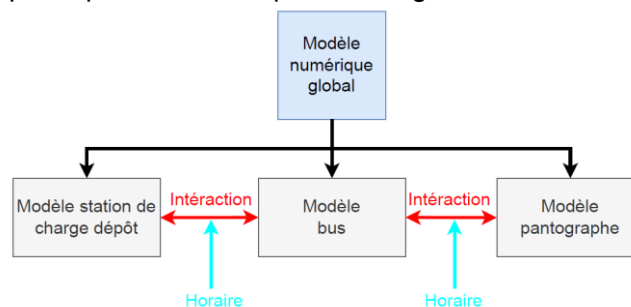 Modèle
numérique
global
Intéraction
Intéraction
Modèle station de
charge dépôt
Modèle
bus
Modèle
pantographe
Horaire
Horaire